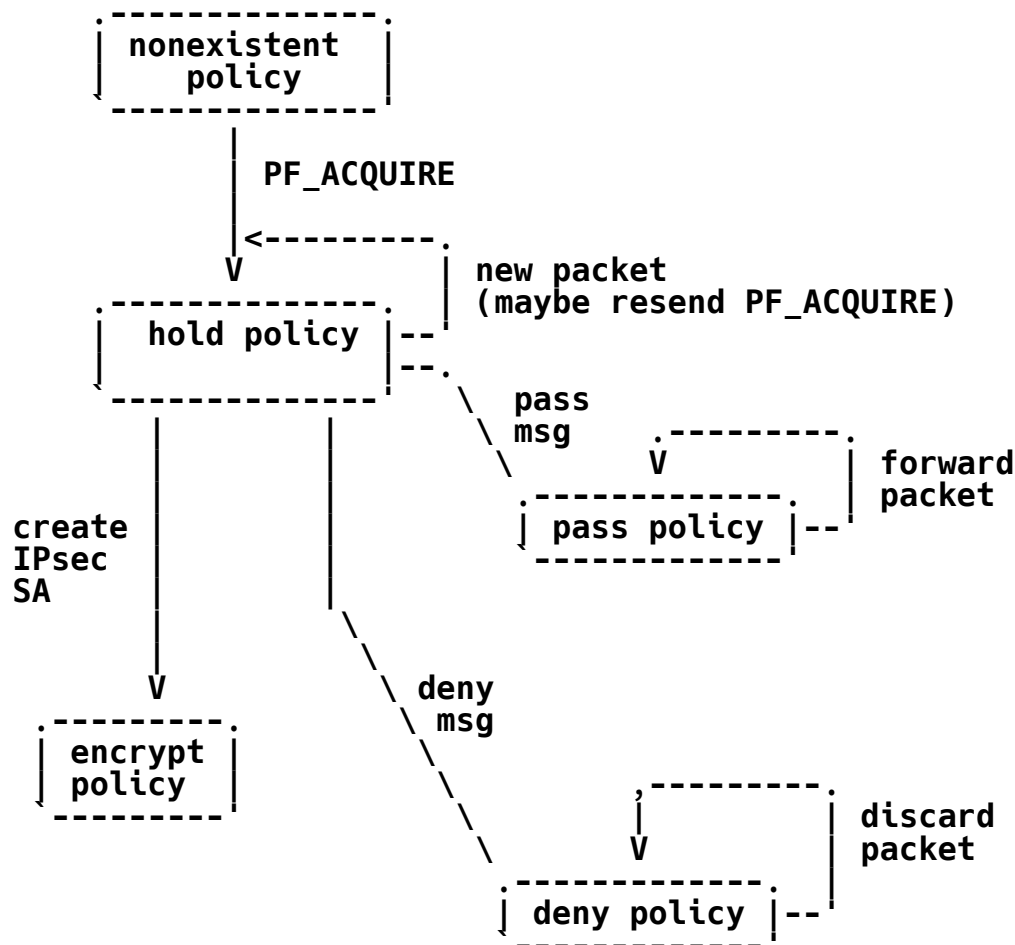 nonexistent
policy
PF_ACQUIRE
new packet
(maybe resend PF_ACQUIRE)
hold policy
pass
msg
forward
packet
pass policy
create
IPsec
SA
deny
msg
encrypt
policy
discard
packet
deny policy